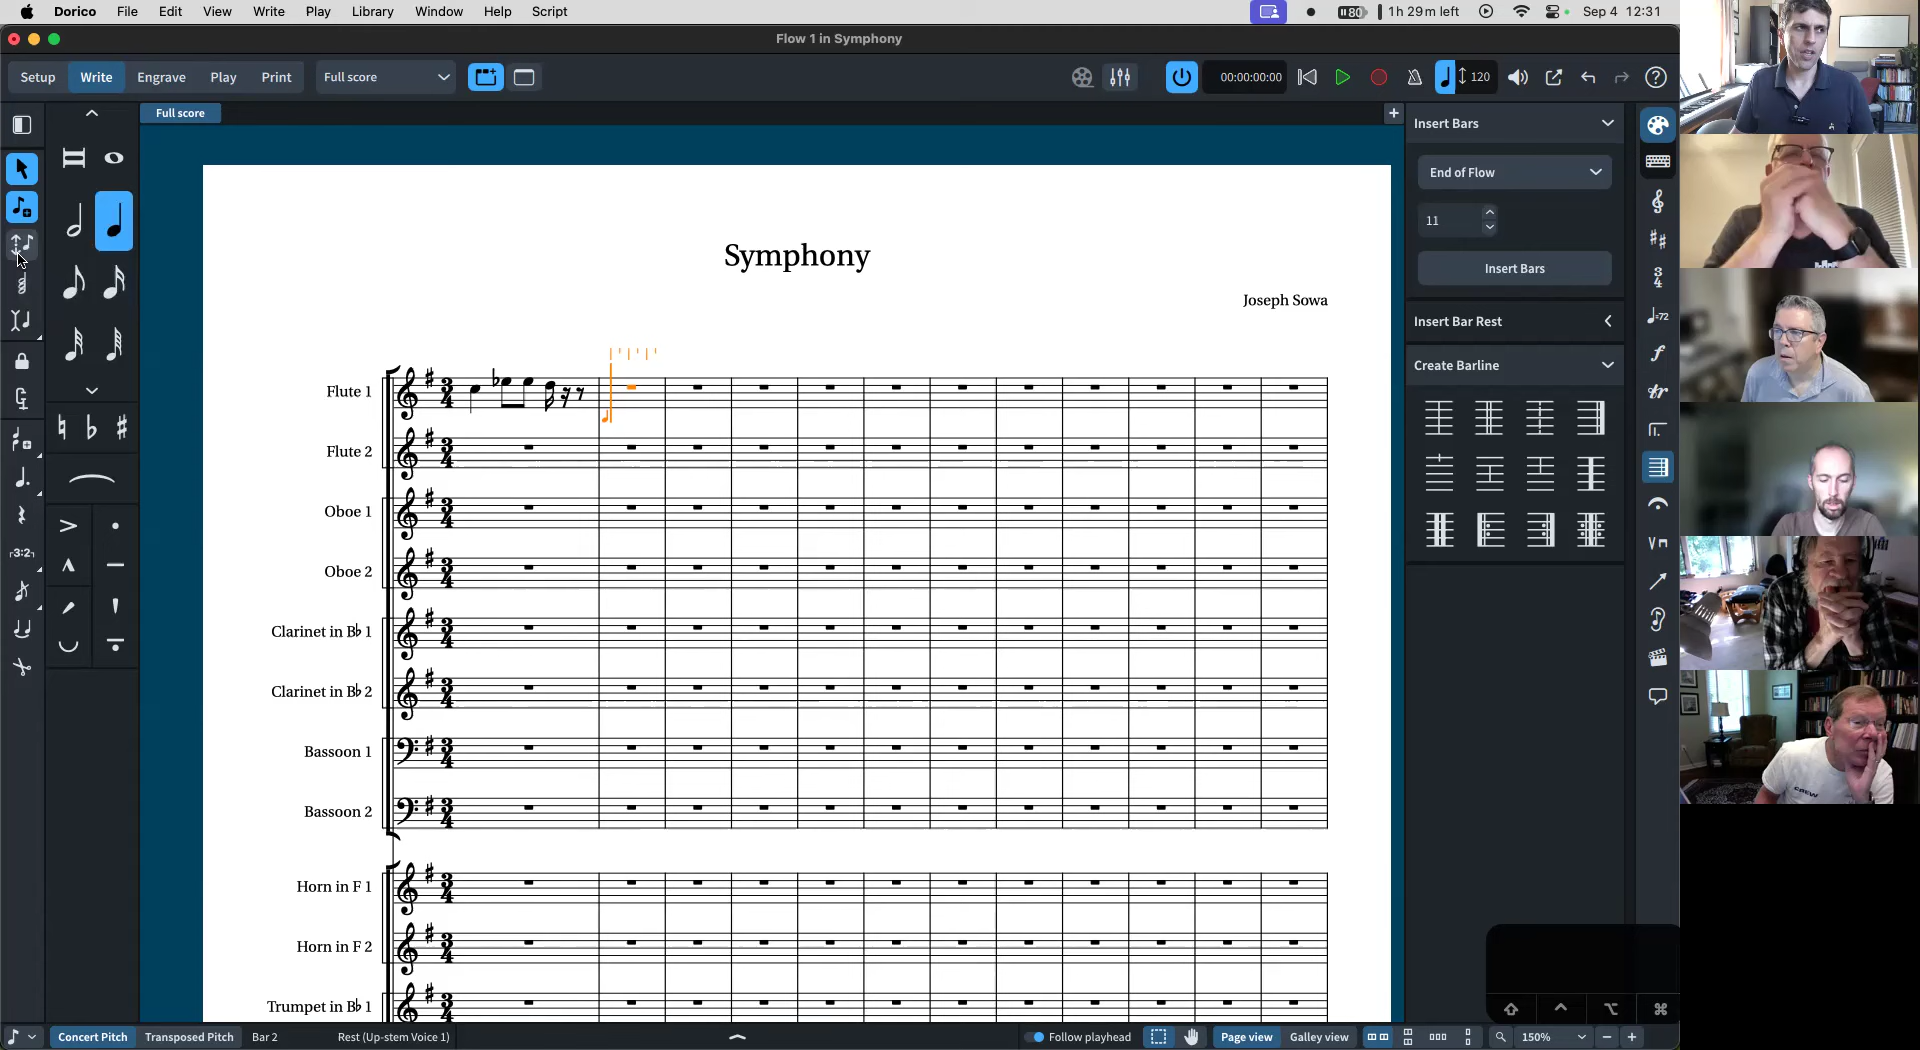 Dorico File Edit View Write Play Library Window Help Script
80 1h 29m left Sep 4 12:31
Flow 1 in Symphony
Setup Write Engrave Play Print Full score
00:00:00:00 120
Full score
Insert Bars
End of Flow
11
Insert Bars
Insert Bar Rest
Create Barline
Symphony
Joseph Sowa
Flute 1
Flute 2
Oboe 1
Oboe 2
Clarinet in B♭ 1
Clarinet in B♭ 2
Bassoon 1
Bassoon 2
Horn in F 1
Horn in F 2
Trumpet in B♭ 1
3:2
=72
Concert Pitch Transposed Pitch Bar 2 Rest (Up-stem Voice 1)
Follow playhead Page view Galley view 150%